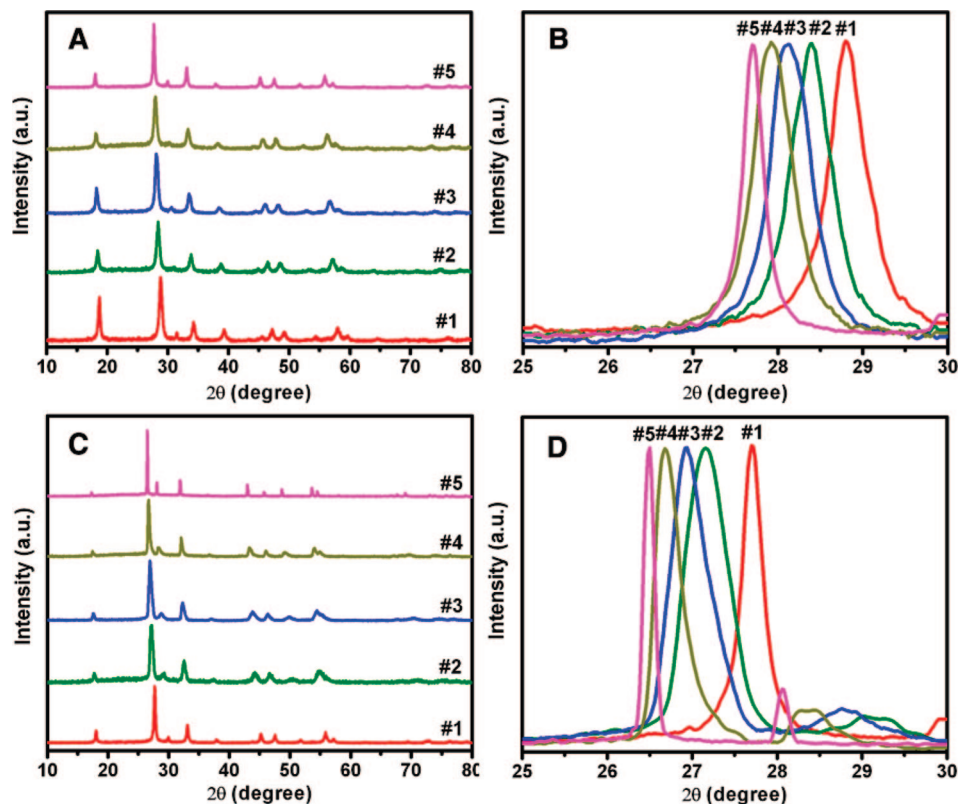 A
#5
#4
#3
#2
#1
Intensity (a.u.)
10 20 30 40 50 60 70 80
2θ (degree)
B
#5#4#3#2 #1
Intensity (a.u.)
25 26 27 28 29 30
2θ (degree)
C
#5
#4
#3
#2
#1
Intensity (a.u.)
10 20 30 40 50 60 70 80
2θ (degree)
D
#5#4#3#2 #1
Intensity (a.u.)
25 26 27 28 29 30
2θ (degree)